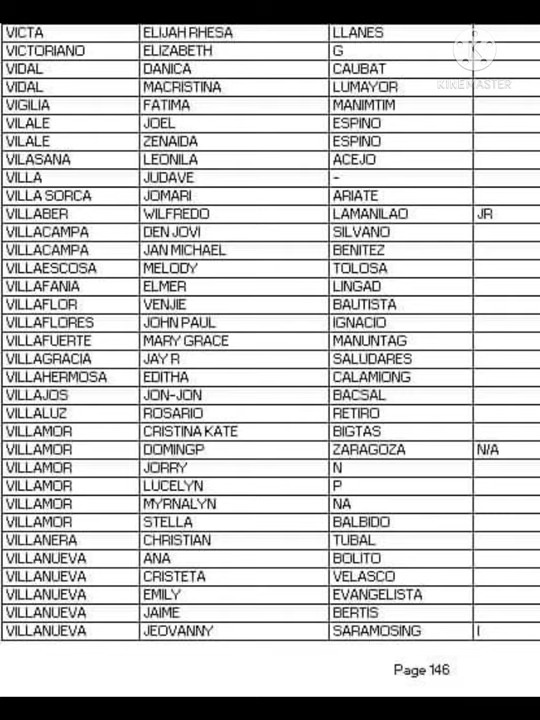 VICTA ELIJAH RHESA LLANES
VICTORIANO ELIZABETH G
VIDAL DANICA CAUBAT
VIDAL MACRISTINA LUMAYOR
VIGILIA FATIMA MANIMTIM
VILALE JOEL ESPINO
VILALE ZENAIDA ESPINO
VILASANA LEONILA ACEJO
VILLA JUDAVE -
VILLA SORCA JOMARI ARIATE
VILLABER WILFREDO LAMANILAO JR
VILLACAMPA DEN JOVI SILVANO
VILLACAMPA JAN MICHAEL BENITEZ
VILLAESCOSA MELODY TOLOSA
VILLAFANIA ELMER LINGAD
VILLAFLOR VENJIE BAUTISTA
VILLAFLORES JOHN PAUL IGNACIO
VILLAFUERTE MARY GRACE MANUNTAG
VILLAGRACIA JAY R SALUDARES
VILLAHERMOSA EDITHA CALAMIONG
VILLAJOS JON-JON BACSAL
VILLALUZ ROSARIO RETIRO
VILLAMOR CRISTINA KATE BIGTAS
VILLAMOR DOMINGP ZARAGOZA N/A
VILLAMOR JORRY N
VILLAMOR LUCELYN P
VILLAMOR MYRNALYN NA
VILLAMOR STELLA BALBIDO
VILLANERA CHRISTIAN TUBAL
VILLANUEVA ANA BOLITO
VILLANUEVA CRISTETA VELASCO
VILLANUEVA EMILY EVANGELISTA
VILLANUEVA JAIME BERTIS
VILLANUEVA JEOVANNY SARAMOSING I
Page 146
KINEMASTER